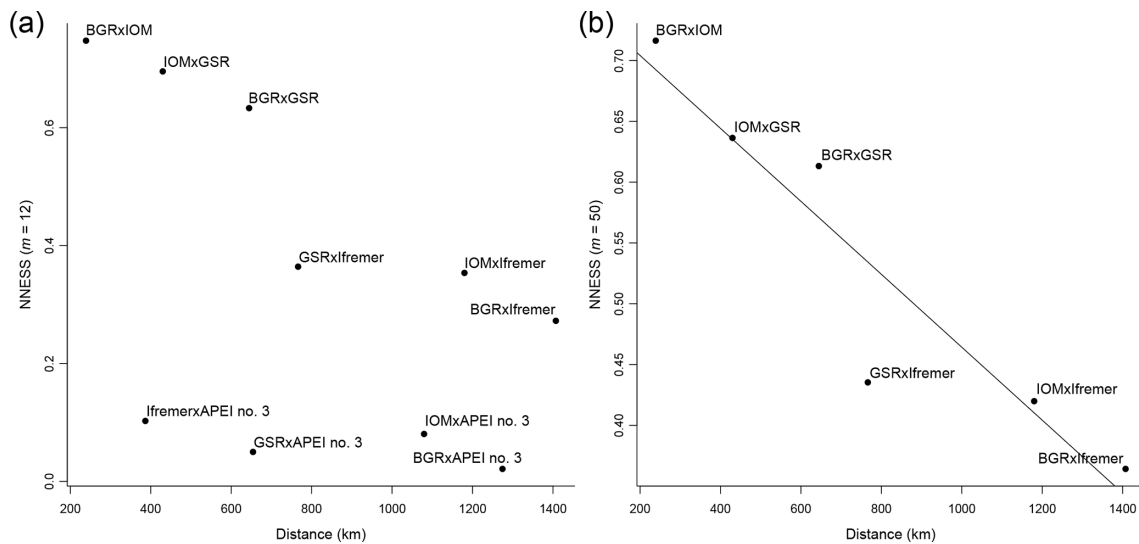 (a)
NNESS (m = 12)
0.6
0.4
0.2
0.0
BGRxIOM
IOMxGSR
BGRxGSR
GSRxIfremer
IOMxIfremer
BGRxIfremer
IfremerxAPEI no. 3
GSRxAPEI no. 3
IOMxAPEI no. 3
BGRxAPEI no. 3
200 400 600 800 1000 1200 1400
Distance (km)
(b)
NNESS (m = 50)
0.70
0.65
0.60
0.55
0.50
0.45
0.40
BGRxIOM
IOMxGSR
BGRxGSR
GSRxIfremer
IOMxIfremer
BGRxIfremer
200 400 600 800 1000 1200 1400
Distance (km)